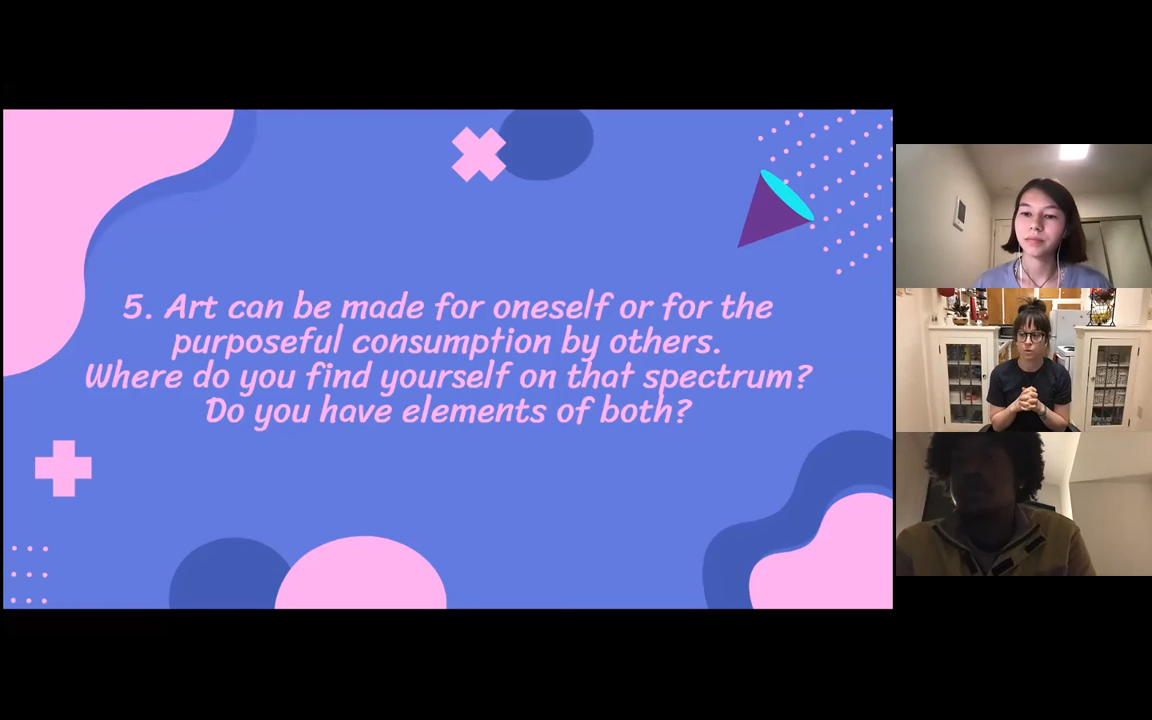 5. Art can be made for oneself or for the
purposeful consumption by others.
Where do you find yourself on that spectrum?
Do you have elements of both?